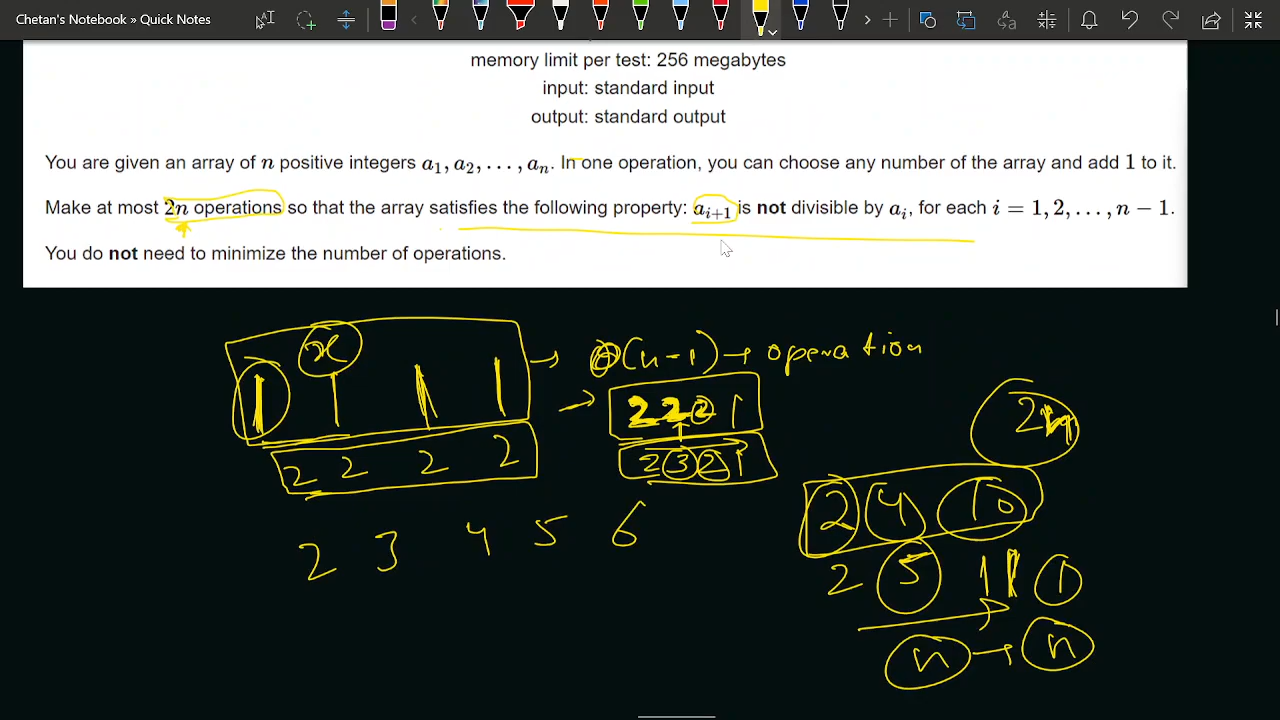 Chetan's Notebook » Quick Notes
memory limit per test: 256 megabytes
input: standard input
output: standard output
You are given an array of n positive integers a1, a2, . . . , an. In one operation, you can choose any number of the array and add 1 to it.
Make at most 2n operations so that the array satisfies the following property: ai+1 is not divisible by ai, for each i = 1, 2, . . . , n − 1.
You do not need to minimize the number of operations.
x
1 1 1 1 → (n-1) → operation
→ 2 2 2 1
2 2 2 2
2 3 2 1
2n
2 4 10
2 3 4 5 6
2 5 11 1
n → n